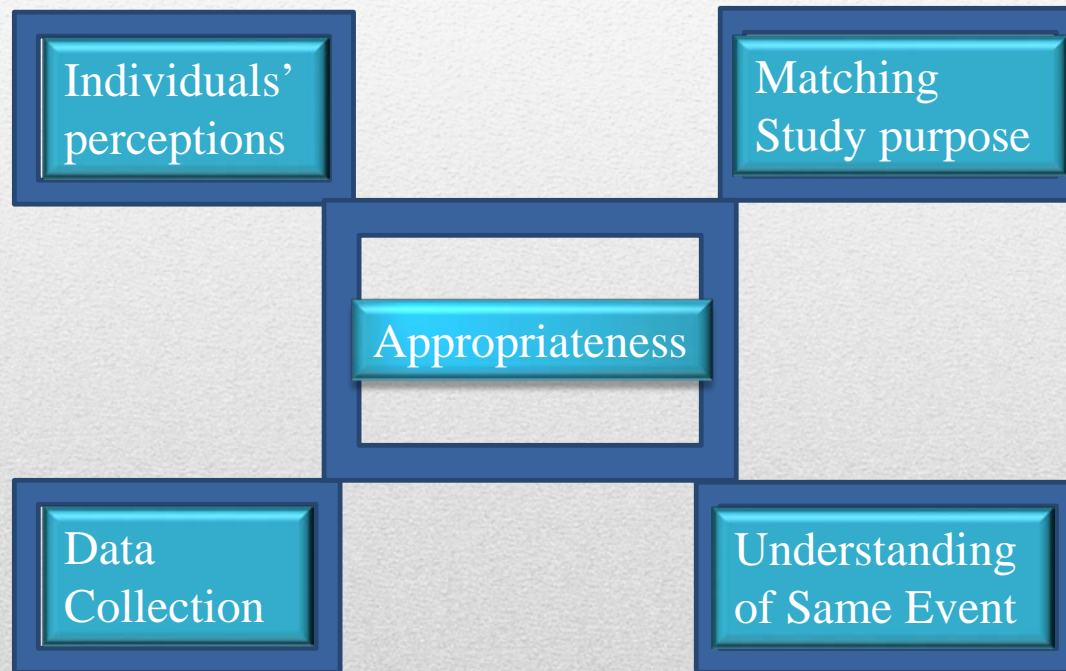 Individuals’
perceptions
Matching
Study purpose
Appropriateness
Data
Collection
Understanding
of Same Event